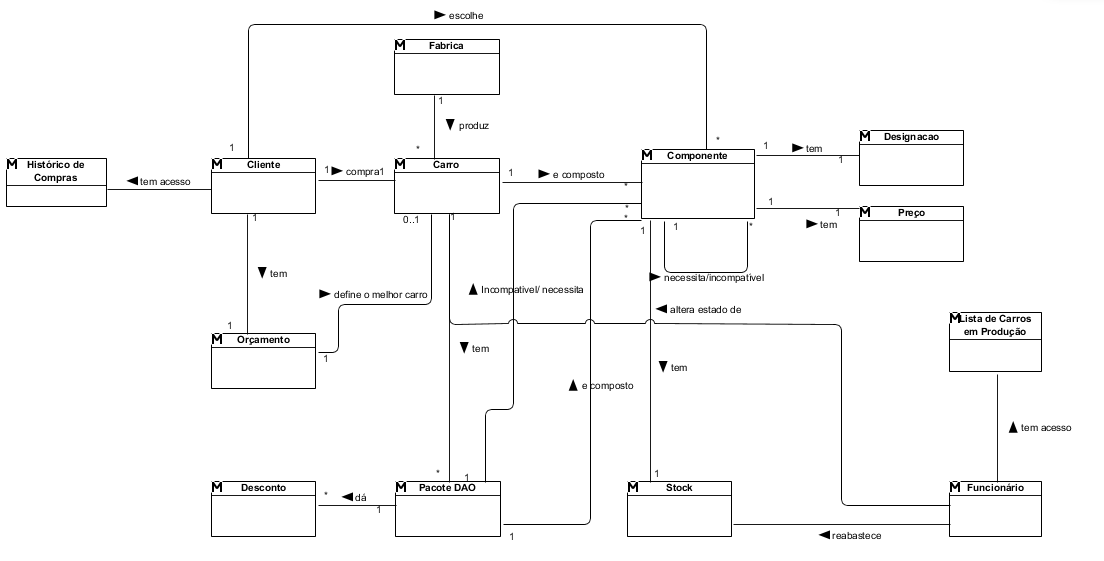 escolhe
M
Fabrica
1
produz
*
1
*
M
Histórico de
Compras
tem acesso
M
Cliente
1
compra1
M
Carro
1
e composto
*
M
Componente
1
tem
1
M
Designacao
1
1
tem
M
Preço
1
0..1
1
*
*
1
1
*
tem
necessita/incompativel
define o melhor carro
Incompativel/ necessita
altera estado de
1
M
Orçamento
1
tem
tem
e composto
M
Lista de Carros
em Produção
tem acesso
*
1
1
M
Desconto
*
dá
1
M
Pacote DAO
1
M
Stock
reabastece
M
Funcionário